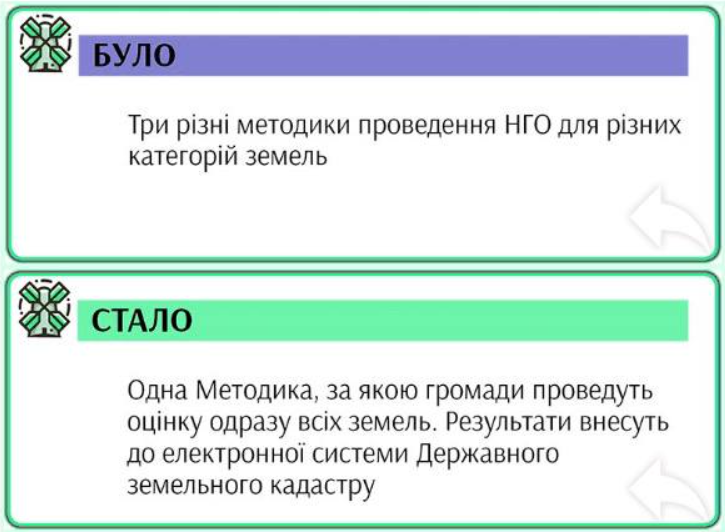 БУЛО
Три різні методики проведення НГО для різних
категорій земель
СТАЛО
Одна Методика, за якою громади проведуть
оцінку одразу всіх земель. Результати внесуть
до електронної системи Державного
земельного кадастру